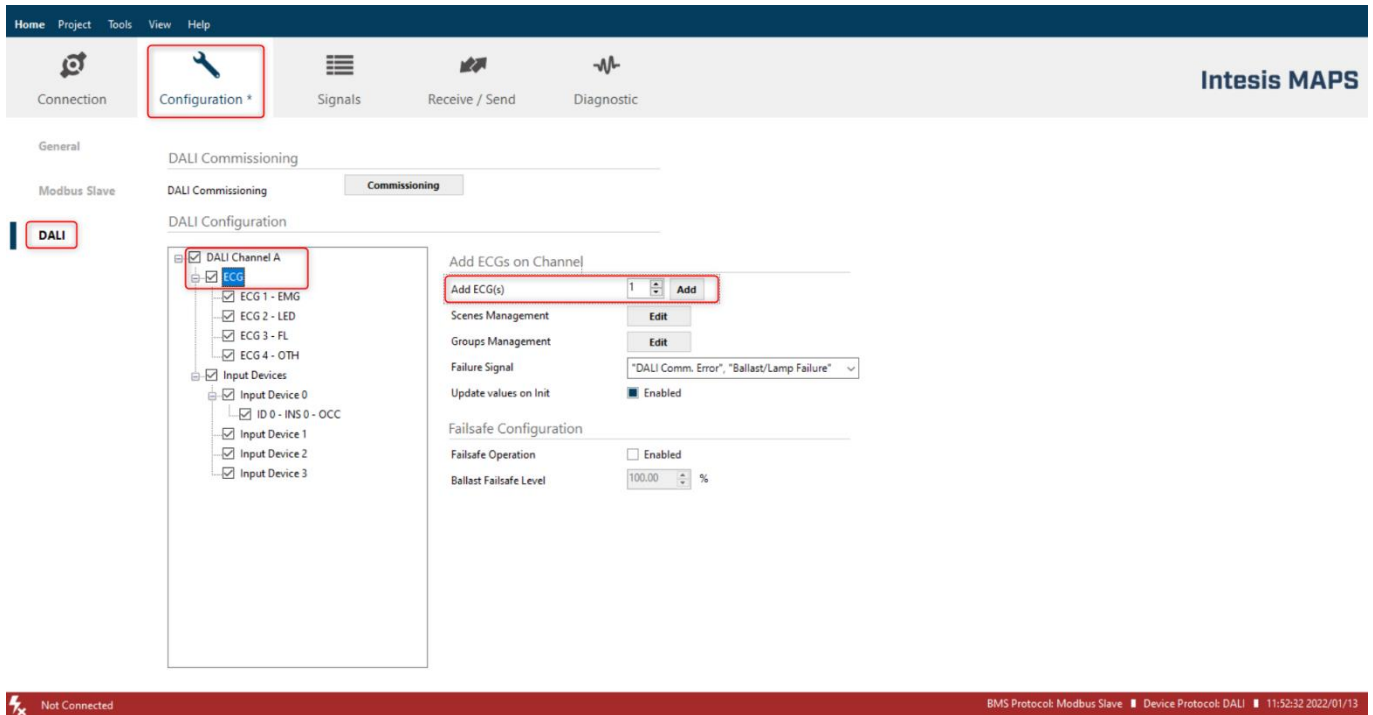 Home Project Tools View Help
Connection
Configuration *
Signals
Receive / Send
Diagnostic
Intesis MAPS
General
Modbus Slave
DALI
DALI Commissioning
DALI Commissioning Commissioning
DALI Configuration
DALI Channel A
ECG
ECG 1 - EMG
ECG 2 - LED
ECG 3 - FL
ECG 4 - OTH
Input Devices
Input Device 0
ID 0 - INS 0 - OCC
Input Device 1
Input Device 2
Input Device 3
Add ECGs on Channel
Add ECG(s) 1 Add
Scenes Management Edit
Groups Management Edit
Failure Signal "DALI Comm. Error", "Ballast/Lamp Failure"
Update values on Init Enabled
Failsafe Configuration
Failsafe Operation Enabled
Ballast Failsafe Level 100.00 %
Not Connected
BMS Protocol: Modbus Slave Device Protocol: DALI 11:52:32 2022/01/13